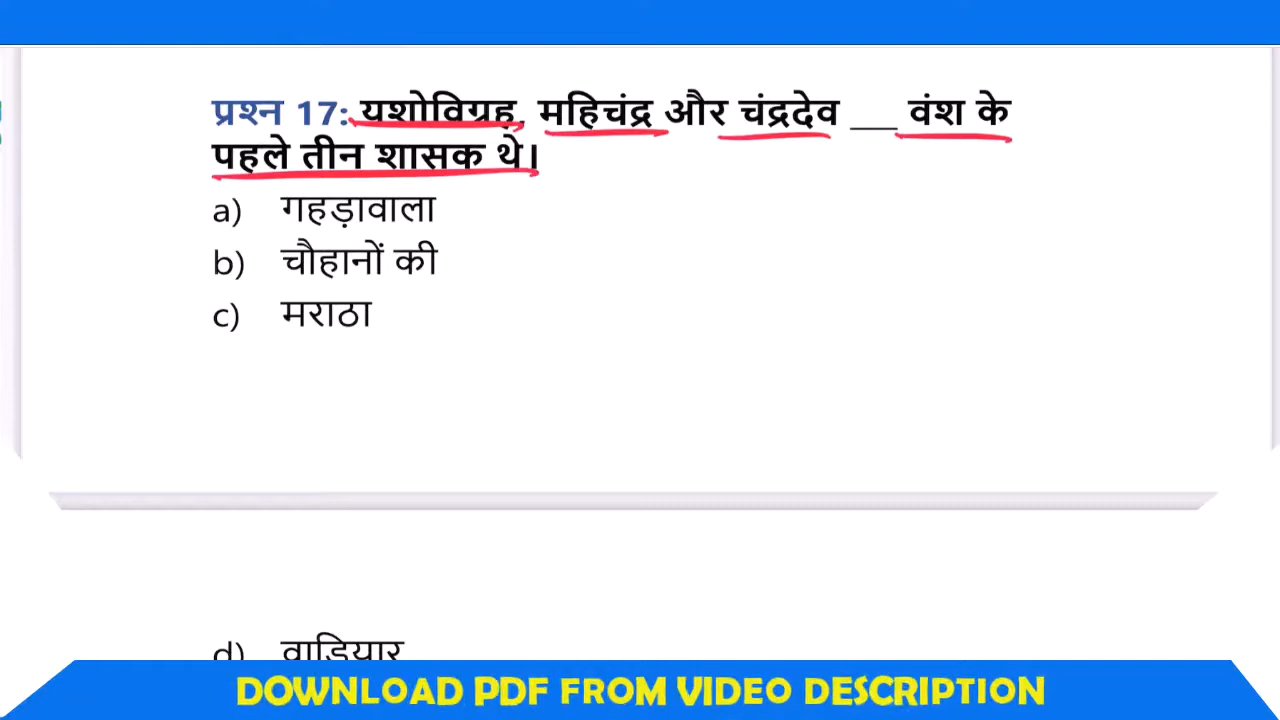 प्रश्न 17: यशोविग्रह, महिचंद्र और चंद्रदेव ___ वंश के
पहले तीन शासक थे।
a) गहड़ावाला
b) चौहानों की
c) मराठा
d) वाडियार
DOWNLOAD PDF FROM VIDEO DESCRIPTION